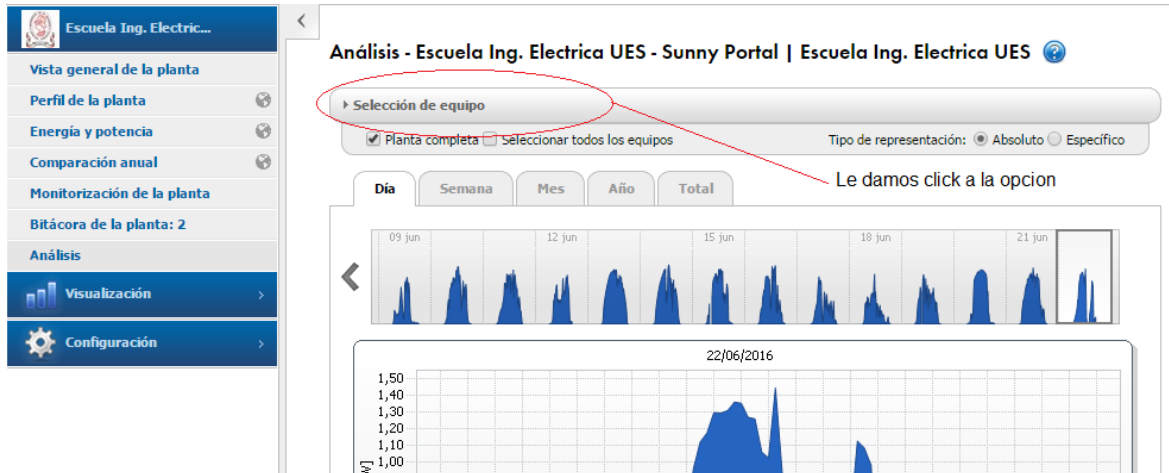 Escuela Ing. Electric...
Vista general de la planta
Perfil de la planta
Energía y potencia
Comparación anual
Monitorización de la planta
Bitácora de la planta: 2
Análisis
Visualización
Configuración
Análisis - Escuela Ing. Electrica UES - Sunny Portal | Escuela Ing. Electrica UES
Selección de equipo
Planta completa Seleccionar todos los equipos Tipo de representación: Absoluto Específico
Le damos click a la opcion
Día Semana Mes Año Total
09 jun 12 jun 15 jun 18 jun 21 jun
22/06/2016
1,50
1,40
1,30
1,20
1,10
1,00